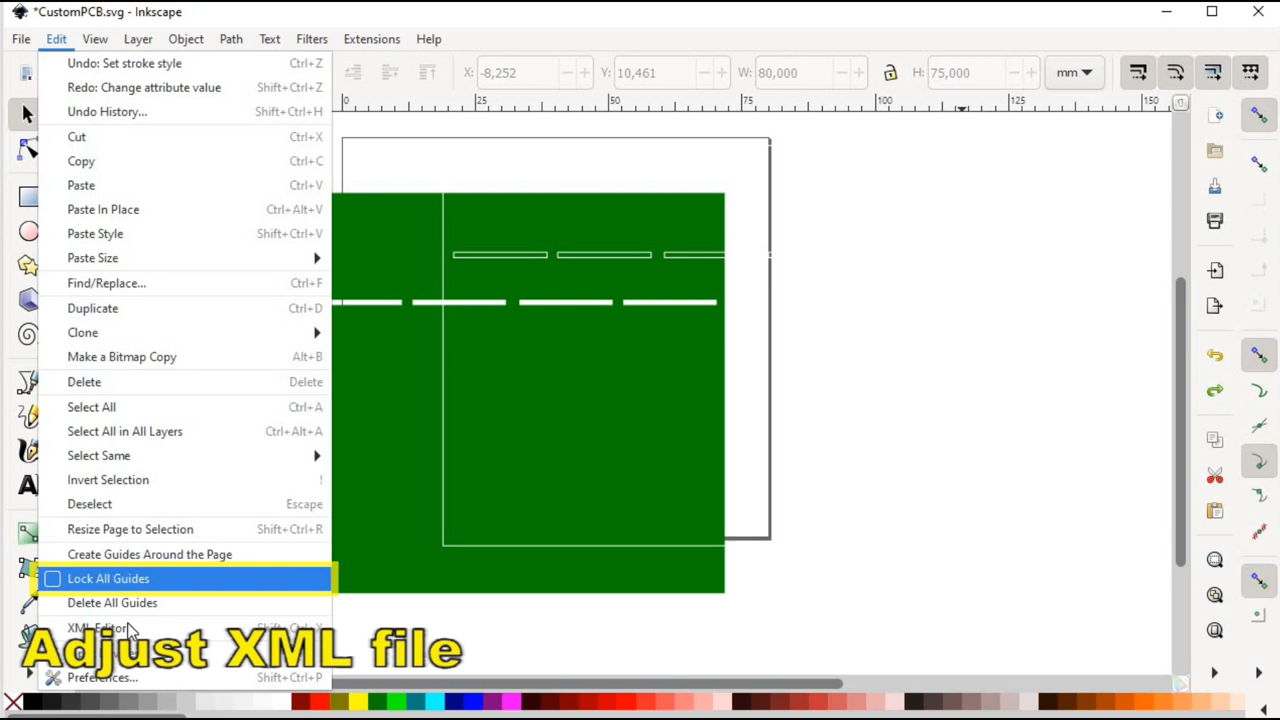 *CustomPCB.svg - Inkscape
File Edit View Layer Object Path Text Filters Extensions Help
X: -8,252 Y: 10,461 W: 80,000 H: 75,000 mm
0 25 50 75 100 125 150
Undo: Set stroke style Ctrl+Z
Redo: Change attribute value Shift+Ctrl+Z
Undo History... Shift+Ctrl+H
Cut Ctrl+X
Copy Ctrl+C
Paste Ctrl+V
Paste In Place Ctrl+Alt+V
Paste Style Shift+Ctrl+V
Paste Size
Find/Replace... Ctrl+F
Duplicate Ctrl+D
Clone
Make a Bitmap Copy Alt+B
Delete Delete
Select All Ctrl+A
Select All in All Layers Ctrl+Alt+A
Select Same
Invert Selection !
Deselect Escape
Resize Page to Selection Shift+Ctrl+R
Create Guides Around the Page
Lock All Guides
Delete All Guides
XML Editor Shift+Ctrl+X
Adjust XML file
Preferences... Shift+Ctrl+P